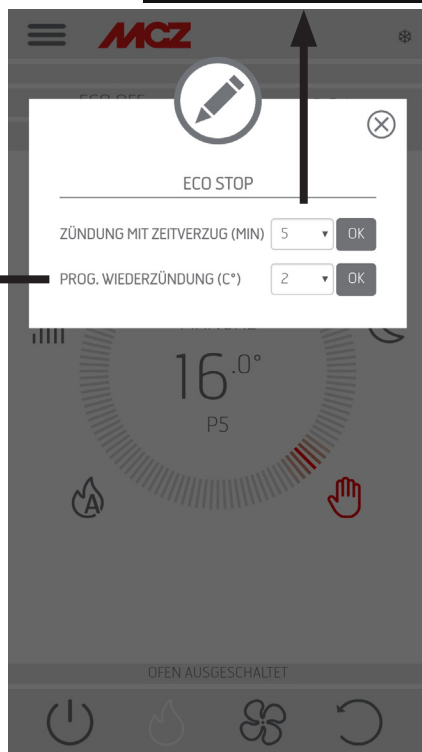 MCZ
ECO STOP
ZÜNDUNG MIT ZEITVERZUG (MIN) 5 OK
PROG. WIEDERZÜNDUNG (C°) 2 OK
16.0°
P5
A
OFEN AUSGESCHALTET